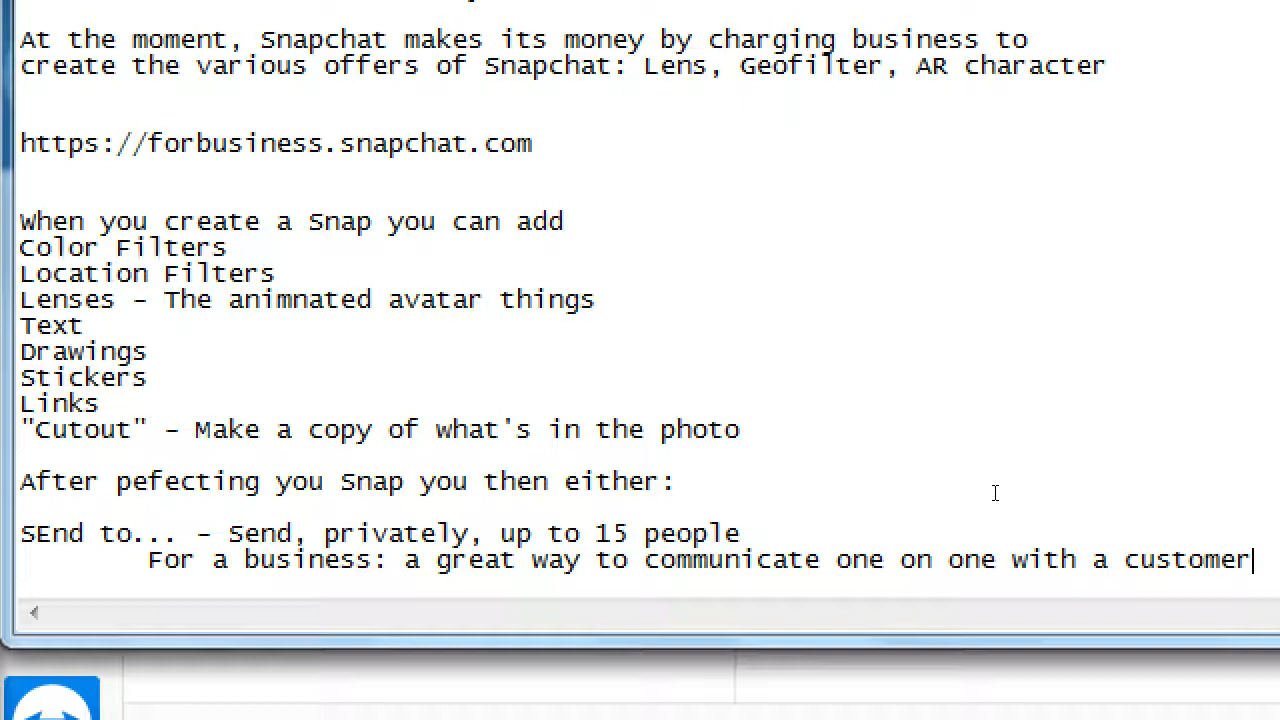 At the moment, Snapchat makes its money by charging business to
create the various offers of Snapchat: Lens, Geofilter, AR character
https://forbusiness.snapchat.com
When you create a Snap you can add
Color Filters
Location Filters
Lenses - The animnated avatar things
Text
Drawings
Stickers
Links
"Cutout" - Make a copy of what's in the photo
After pefecting you Snap you then either:
SEnd to... - Send, privately, up to 15 people
For a business: a great way to communicate one on one with a customer